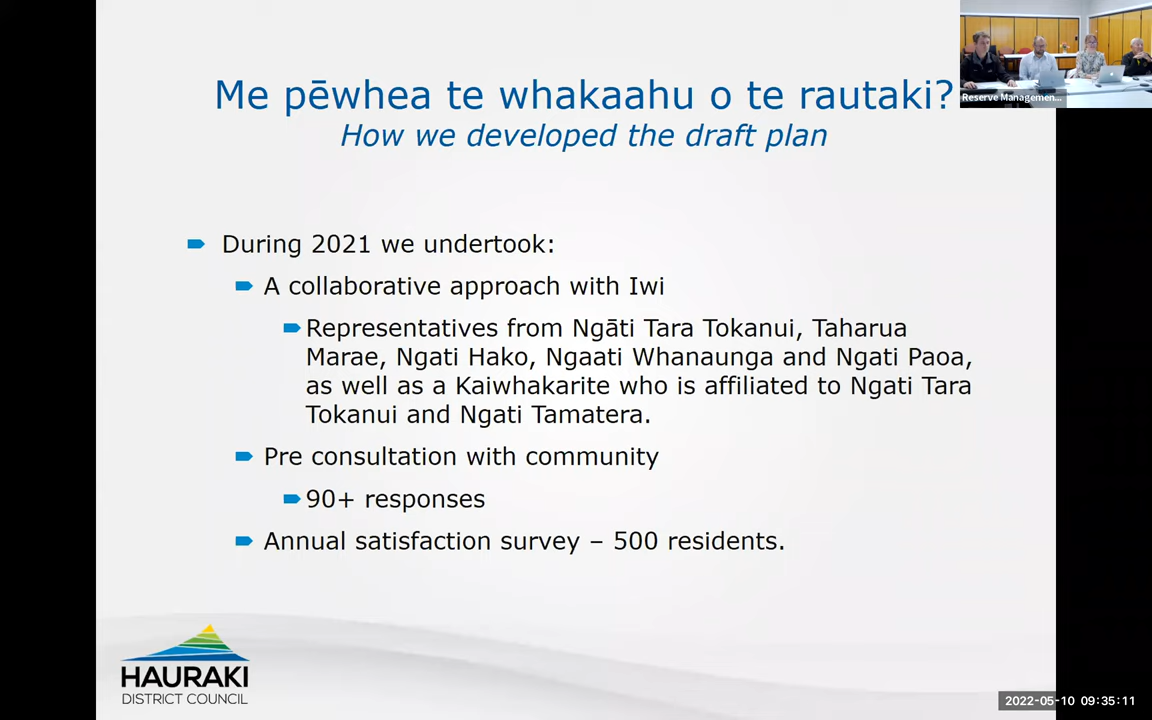 Me pēwhea te whakaahu o te rautaki?
How we developed the draft plan
Reserve Managemen...
During 2021 we undertook:
A collaborative approach with Iwi
Representatives from Ngāti Tara Tokanui, Taharua
Marae, Ngati Hako, Ngaati Whanaunga and Ngati Paoa,
as well as a Kaiwhakarite who is affiliated to Ngati Tara
Tokanui and Ngati Tamatera.
Pre consultation with community
90+ responses
Annual satisfaction survey – 500 residents.
HAURAKI
DISTRICT COUNCIL
2022-05-10 09:35:11